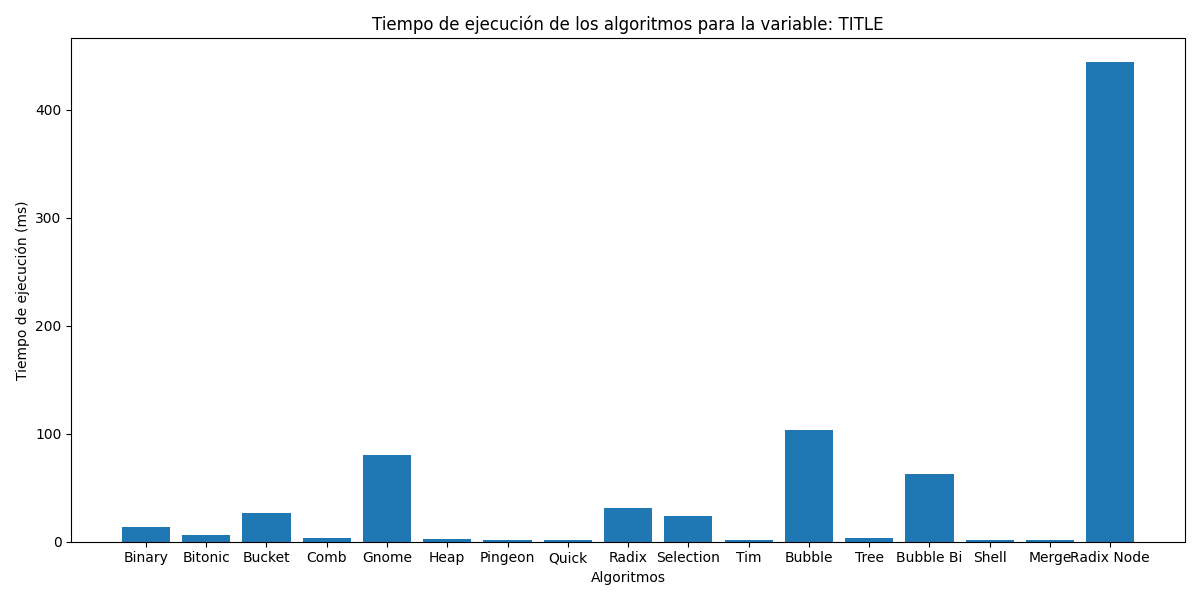 Tiempo de ejecución de los algoritmos para la variable: TITLE
Tiempo de ejecución (ms)
400
300
200
100
0
Binary Bitonic Bucket Comb Gnome Heap Pingeon Quick Radix Selection Tim Bubble Tree Bubble Bi Shell Merge Radix Node
Algoritmos